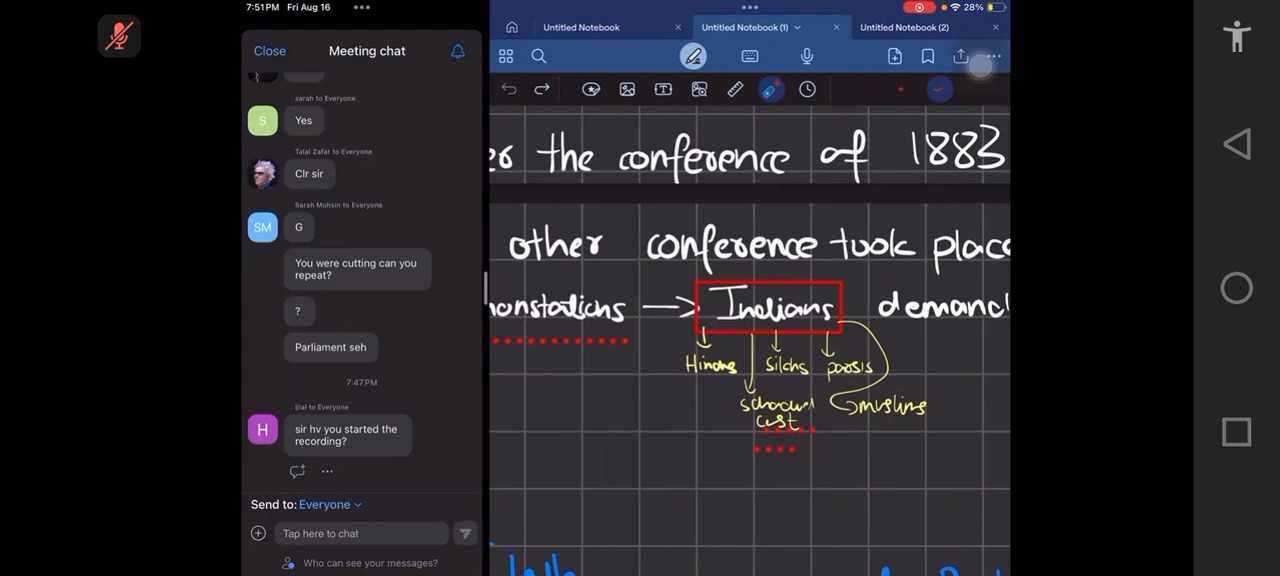 7:51PM Fri Aug 16
28%
Close
Meeting chat
sarah to Everyone
S
Yes
Talal Zafar to Everyone
Clr sir
Sarah Mohsin to Everyone
SM
G
You were cutting can you
repeat?
?
Parliament seh
7:47 PM
Ijlal to Everyone
H
sir hv you started the
recording?
Send to: Everyone
Tap here to chat
Who can see your messages?
Untitled Notebook
Untitled Notebook (1)
Untitled Notebook (2)
er the conference of 1883
other conference took place
monstations → Indians demand
Hindus Sikhs parsis
cast muslims